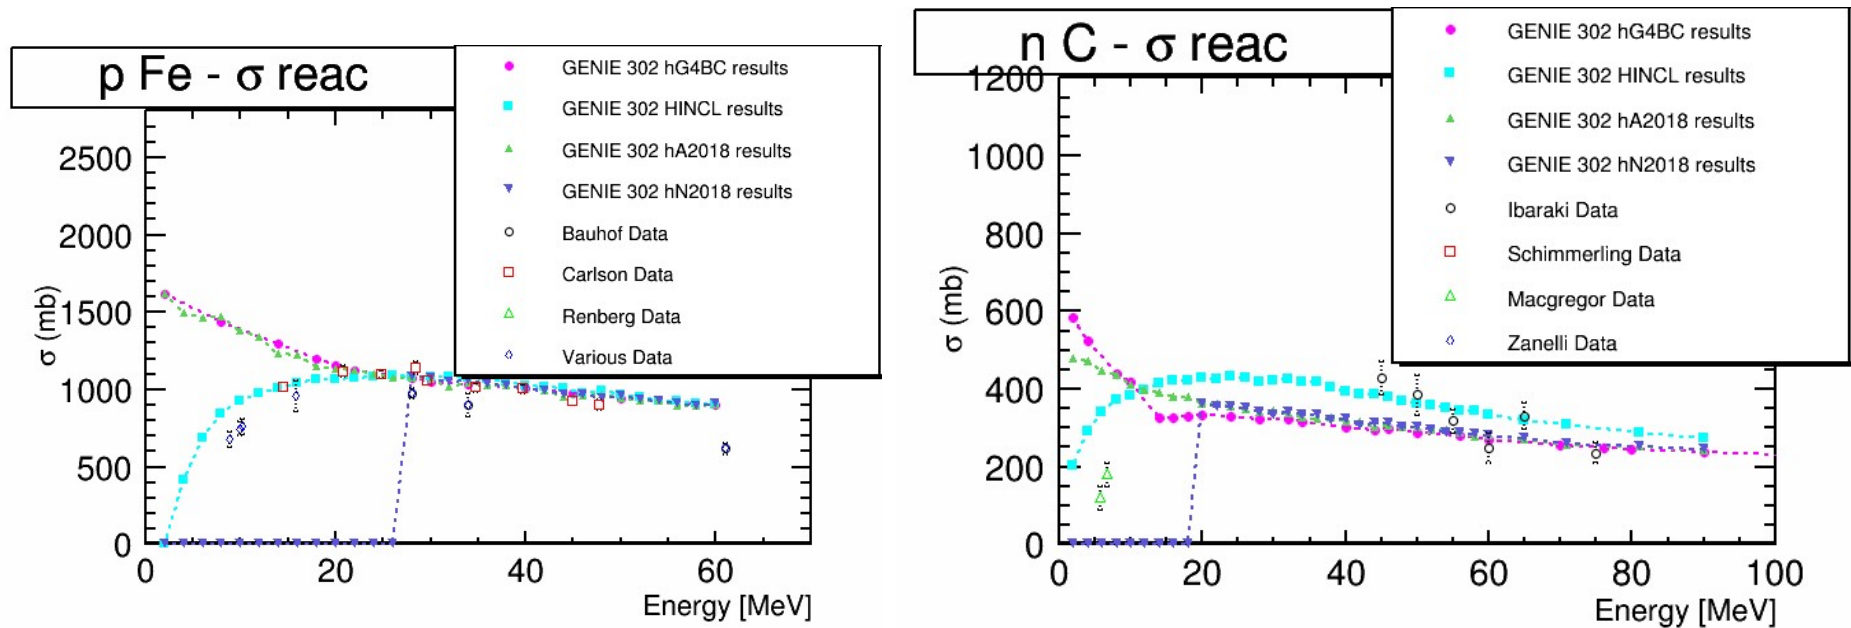 p Fe - σ reac
GENIE 302 hG4BC results
GENIE 302 HINCL results
GENIE 302 hA2018 results
GENIE 302 hN2018 results
Bauhof Data
Carlson Data
Renberg Data
Various Data
σ (mb)
2500
2000
1500
1000
500
0
0 20 40 60
Energy [MeV]
n C - σ reac
GENIE 302 hG4BC results
GENIE 302 HINCL results
GENIE 302 hA2018 results
GENIE 302 hN2018 results
Ibaraki Data
Schimmerling Data
Macgregor Data
Zanelli Data
σ (mb)
1200
1000
800
600
400
200
0
0 20 40 60 80 100
Energy [MeV]